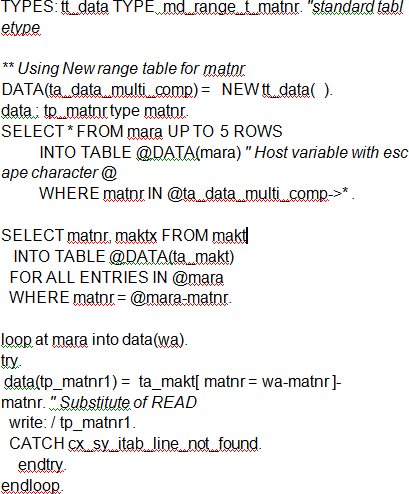 TYPES: tt_data TYPE md_range_t_matnr. "standard tabl
etype
** Using New range table for matnr
DATA(ta_data_multi_comp) = NEW tt_data( ).
data : tp_matnr type matnr.
SELECT * FROM mara UP TO 5 ROWS
INTO TABLE @DATA(mara) " Host variable with esc
ape character @
WHERE matnr IN @ta_data_multi_comp->* .
SELECT matnr, maktx FROM makt
INTO TABLE @DATA(ta_makt)
FOR ALL ENTRIES IN @mara
WHERE matnr = @mara-matnr.
loop at mara into data(wa).
try.
data(tp_matnr1) = ta_makt[ matnr = wa-matnr ]-
matnr. " Substitute of READ
write: / tp_matnr1.
CATCH cx_sy_itab_line_not_found.
endtry.
endloop.